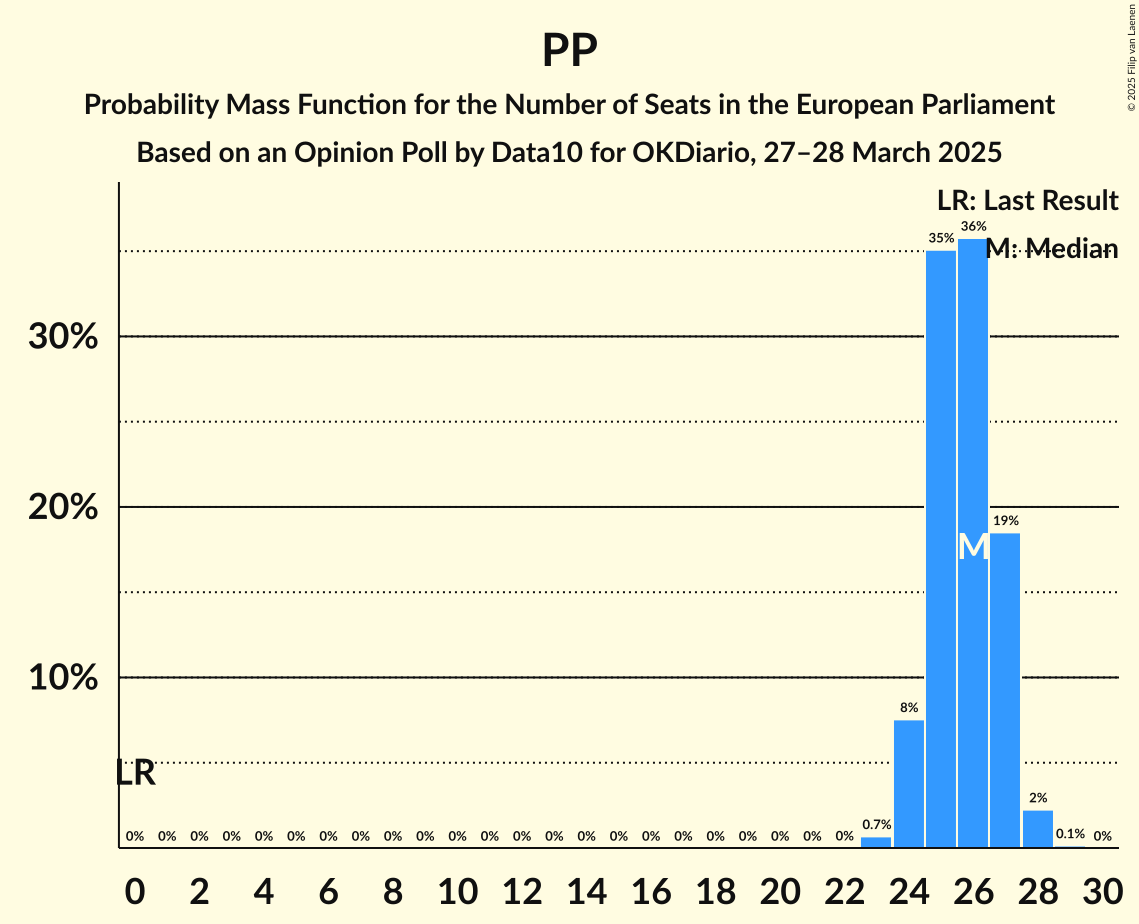 PP
Probability Mass Function for the Number of Seats in the European Parliament
Based on an Opinion Poll by Data10 for OKDiario, 27–28 March 2025
© 2025 Filip van Laenen
LR: Last Result
M: Median
30%
20%
10%
LR
M
0% 0% 0% 0% 0% 0% 0% 0% 0% 0% 0% 0% 0% 0% 0% 0% 0% 0% 0% 0% 0% 0% 0% 0.7% 8% 35% 36% 19% 2% 0.1% 0%
0 2 4 6 8 10 12 14 16 18 20 22 24 26 28 30